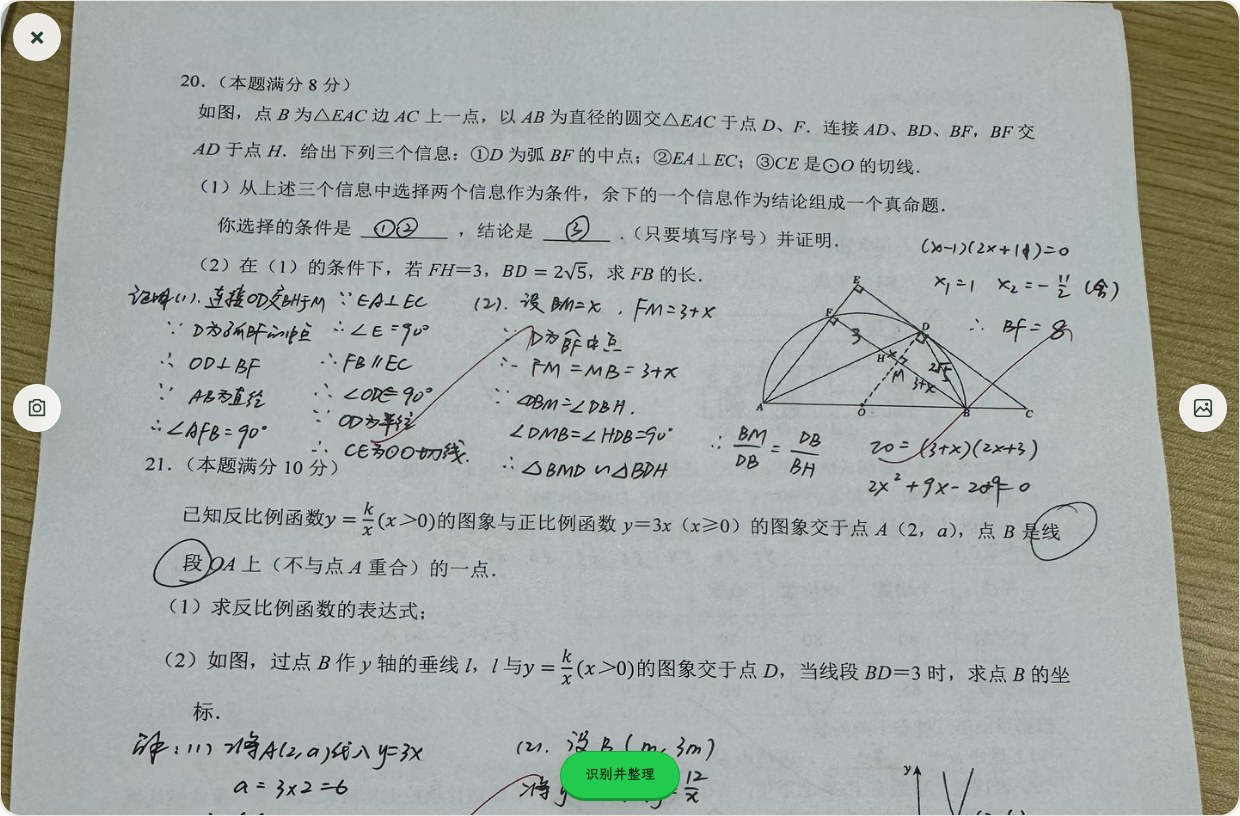 20.（本题满分 8 分）
如图，点 B 为△EAC 边 AC 上一点，以 AB 为直径的圆交△EAC 于点 D、F．连接 AD、BD、BF，BF 交
AD 于点 H．给出下列三个信息：①D 为弧 BF 的中点；②EA⊥EC；③CE 是⊙O 的切线．
（1）从上述三个信息中选择两个信息作为条件，余下的一个信息作为结论组成一个真命题．
你选择的条件是 ①② ，结论是 ③ ．（只要填写序号）并证明．
（2）在（1）的条件下，若 FH＝3，BD = 2√5，求 FB 的长．
证明(1). 连接OD交BH于M
∵ D为弧BF的中点
∴ OD⊥BF
∵ AB为直径
∴ ∠AFB=90°
∵ EA⊥EC
∴ ∠E=90°
∴ FB∥EC
∴ ∠ODE=90°
∵ OD为半径
∴ CE为⊙O切线.
(2). 设 BM=x , FM=3+x
∵ D为BF中点
∴ FM=MB=3+x
∵ ∠DBM=∠DBH.
∠DMB=∠HDB=90°
∴ △BMD∽△BDH
∴ BM/DB = DB/BH
20=(3+x)(2x+3)
2x²+9x-=0
(x-1)(2x+11)=0
x₁=1 x₂=-11/2 (舍)
∴ BF=8
E
F
D
3
H
M
2√5
3+x
A
O
B
C
21.（本题满分 10 分）
已知反比例函数y = k/x (x＞0)的图象与正比例函数 y＝3x（x≥0）的图象交于点 A（2，a），点 B 是线
段 OA 上（不与点 A 重合）的一点．
（1）求反比例函数的表达式；
（2）如图，过点 B 作 y 轴的垂线 l，l 与y = k/x (x＞0)的图象交于点 D，当线段 BD＝3 时，求点 B 的坐
标．
解：(1) 将A(2,a)代入 y=3x
a=3×2=6
(2). 设 B(m,3m)
将 y = 12/x
y
识别并整理